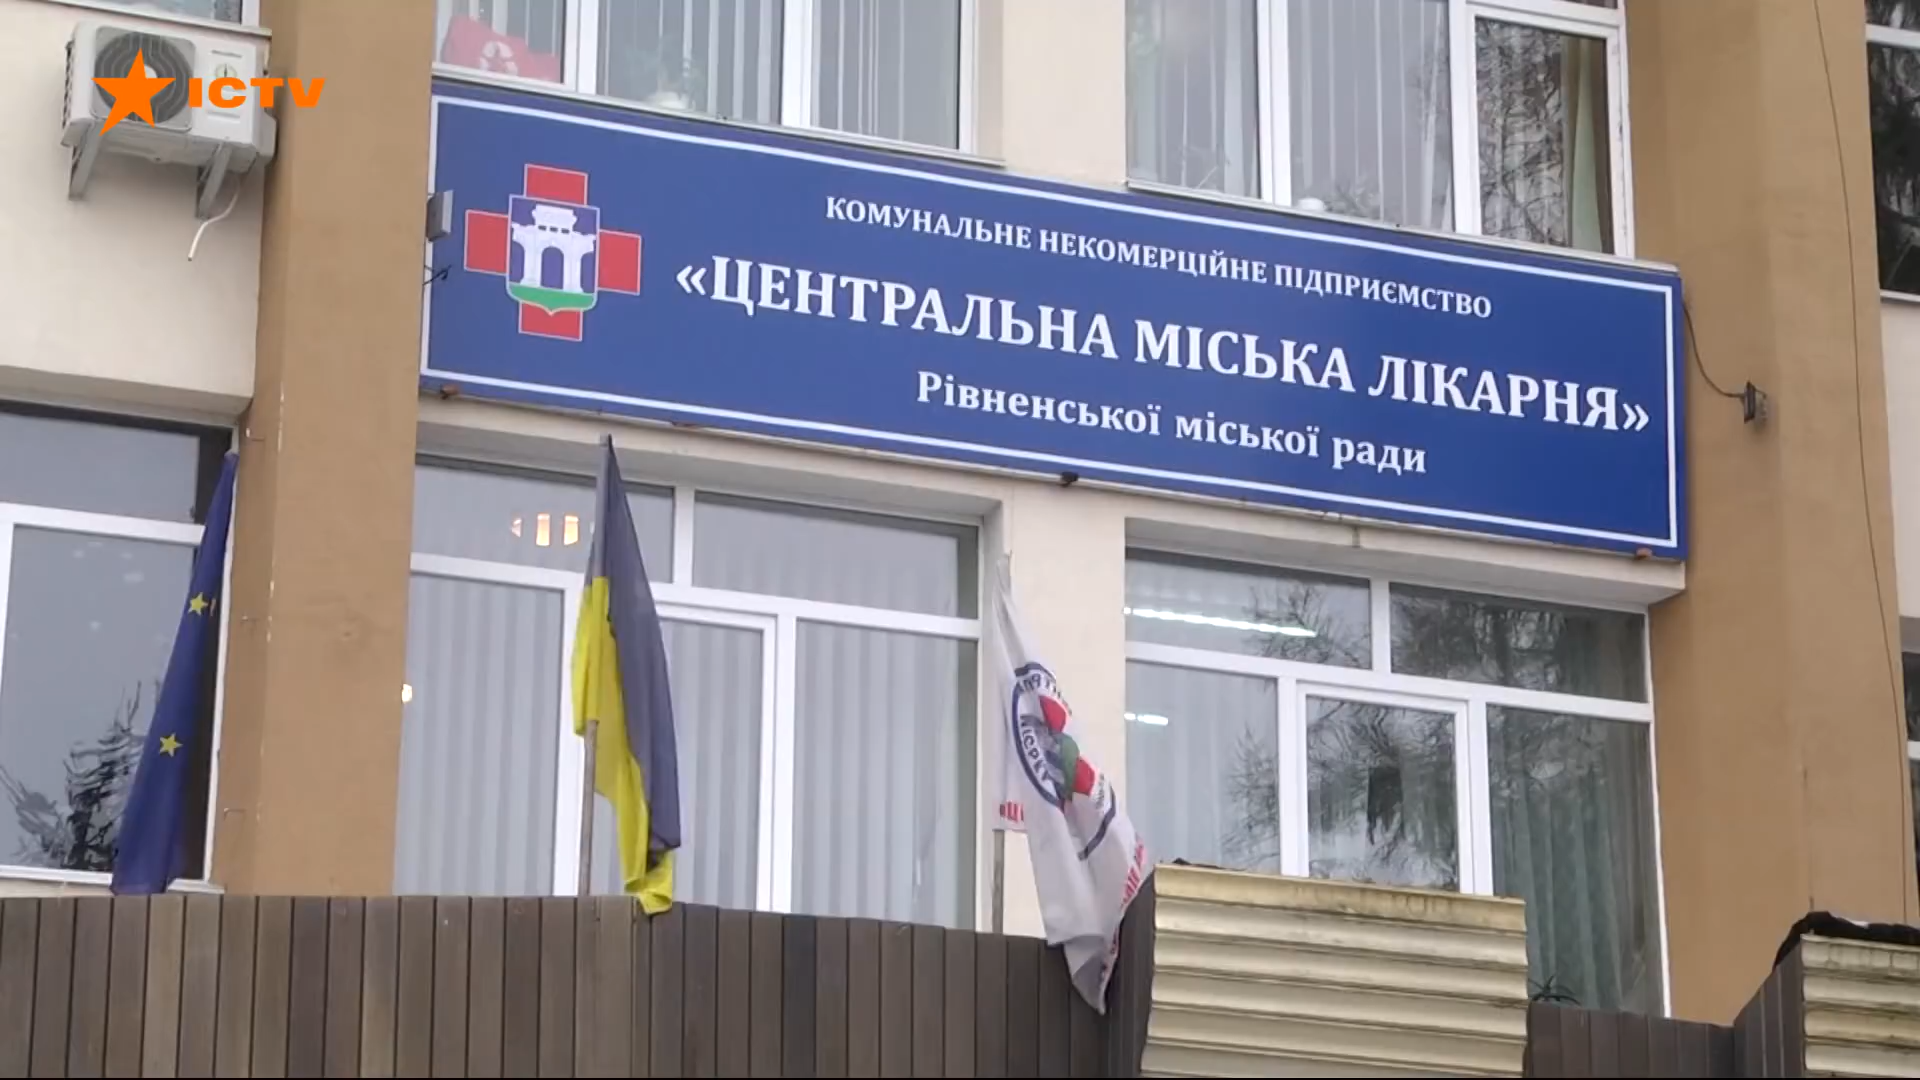 ICTV
КОМУНАЛЬНЕ НЕКОМЕРЦІЙНЕ ПІДПРИЄМСТВО
«ЦЕНТРАЛЬНА МІСЬКА ЛІКАРНЯ»
Рівненської міської ради